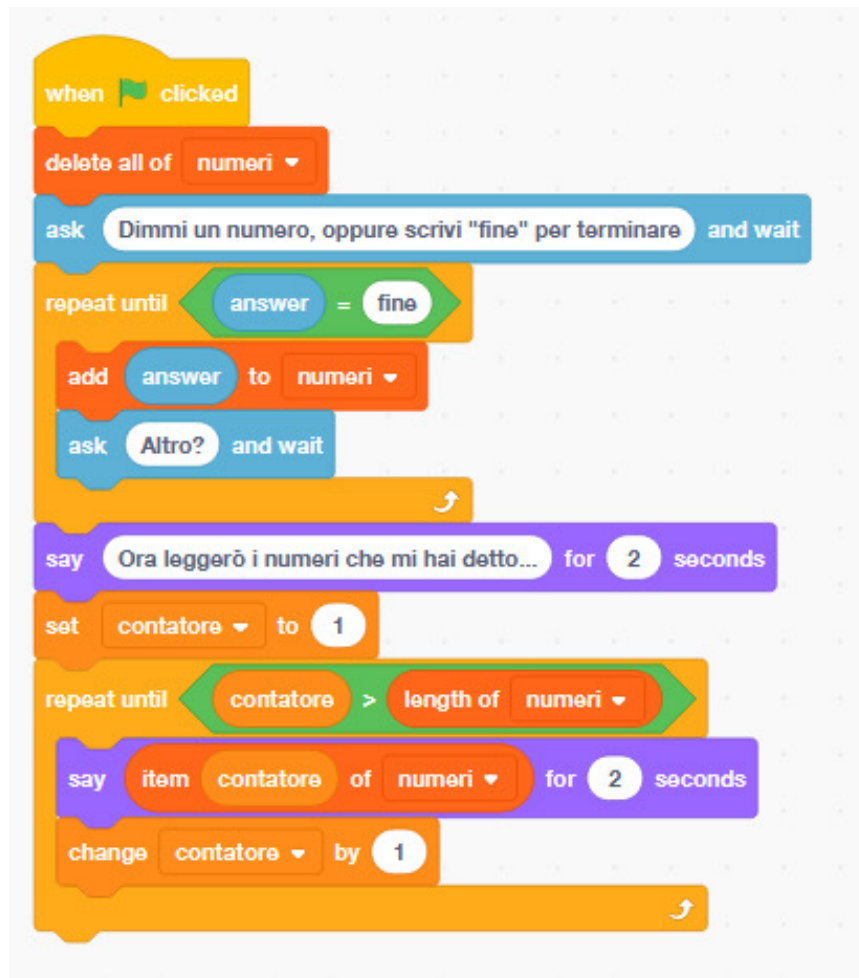 when clicked
delete all of numeri
ask Dimmi un numero, oppure scrivi "fine" per terminare and wait
repeat until answer = fine
add answer to numeri
ask Altro? and wait
say Ora leggerò i numeri che mi hai detto... for 2 seconds
set contatore to 1
repeat until contatore > length of numeri
say item contatore of numeri for 2 seconds
change contatore by 1